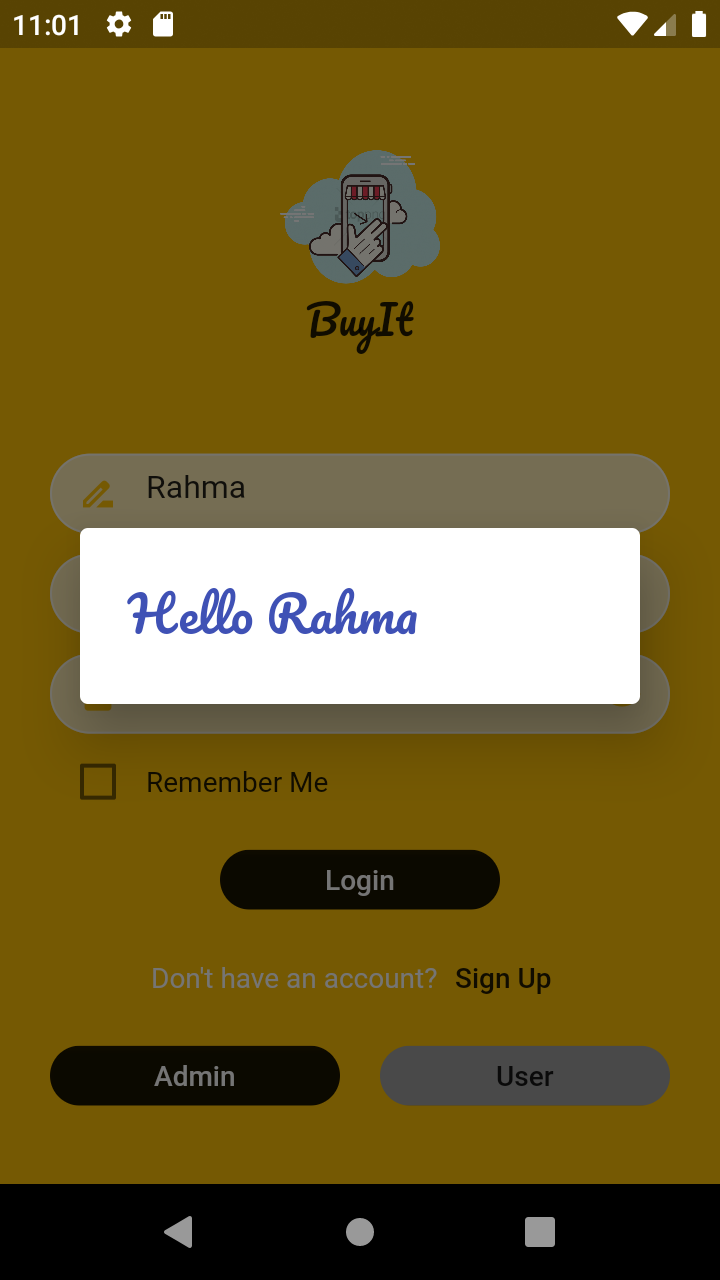 11:01
BuyIt
Rahma
Hello Rahma
Remember Me
Login
Don't have an account? Sign Up
Admin
User